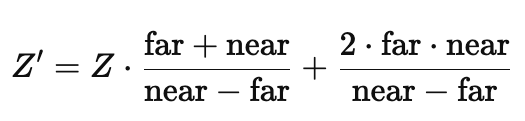 Z′ = Z · (far + near)/(near − far) + (2 · far · near)/(near − far)